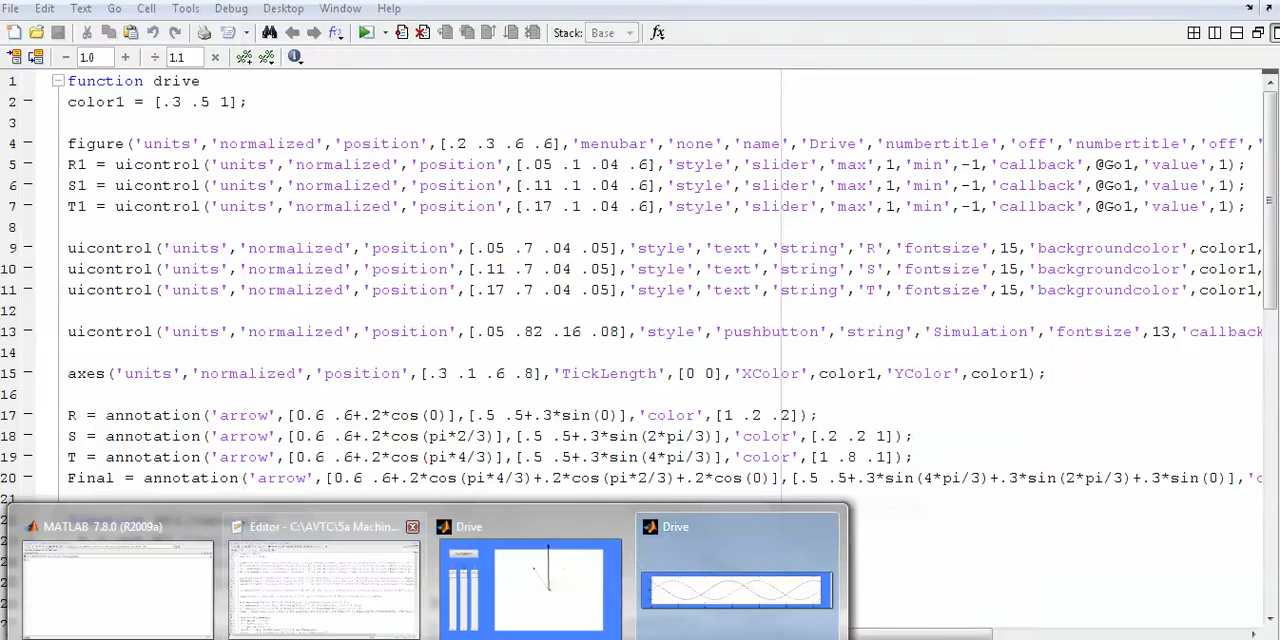 File Edit Text Go Cell Tools Debug Desktop Window Help
Stack: Base fx
− 1.0 + ÷ 1.1 ×
1 function drive
2 color1 = [.3 .5 1];
3
4 figure('units','normalized','position',[.2 .3 .6 .6],'menubar','none','name','Drive','numbertitle','off','numbertitle','off','
5 R1 = uicontrol('units','normalized','position',[.05 .1 .04 .6],'style','slider','max',1,'min',-1,'callback',@Go1,'value',1);
6 S1 = uicontrol('units','normalized','position',[.11 .1 .04 .6],'style','slider','max',1,'min',-1,'callback',@Go1,'value',1);
7 T1 = uicontrol('units','normalized','position',[.17 .1 .04 .6],'style','slider','max',1,'min',-1,'callback',@Go1,'value',1);
8
9 uicontrol('units','normalized','position',[.05 .7 .04 .05],'style','text','string','R','fontsize',15,'backgroundcolor',color1,
10 uicontrol('units','normalized','position',[.11 .7 .04 .05],'style','text','string','S','fontsize',15,'backgroundcolor',color1,
11 uicontrol('units','normalized','position',[.17 .7 .04 .05],'style','text','string','T','fontsize',15,'backgroundcolor',color1,
12
13 uicontrol('units','normalized','position',[.05 .82 .16 .08],'style','pushbutton','string','Simulation','fontsize',13,'callback
14
15 axes('units','normalized','position',[.3 .1 .6 .8],'TickLength',[0 0],'XColor',color1,'YColor',color1);
16
17 R = annotation('arrow',[0.6 .6+.2*cos(0)],[.5 .5+.3*sin(0)],'color',[1 .2 .2]);
18 S = annotation('arrow',[0.6 .6+.2*cos(pi*2/3)],[.5 .5+.3*sin(2*pi/3)],'color',[.2 .2 1]);
19 T = annotation('arrow',[0.6 .6+.2*cos(pi*4/3)],[.5 .5+.3*sin(4*pi/3)],'color',[1 .8 .1]);
20 Final = annotation('arrow',[0.6 .6+.2*cos(pi*4/3)+.2*cos(pi*2/3)+.2*cos(0)],[.5 .5+.3*sin(4*pi/3)+.3*sin(2*pi/3)+.3*sin(0)],'c
21
MATLAB 7.8.0 (R2009a) Editor - C:\AVTC\5a Machin... Drive Drive